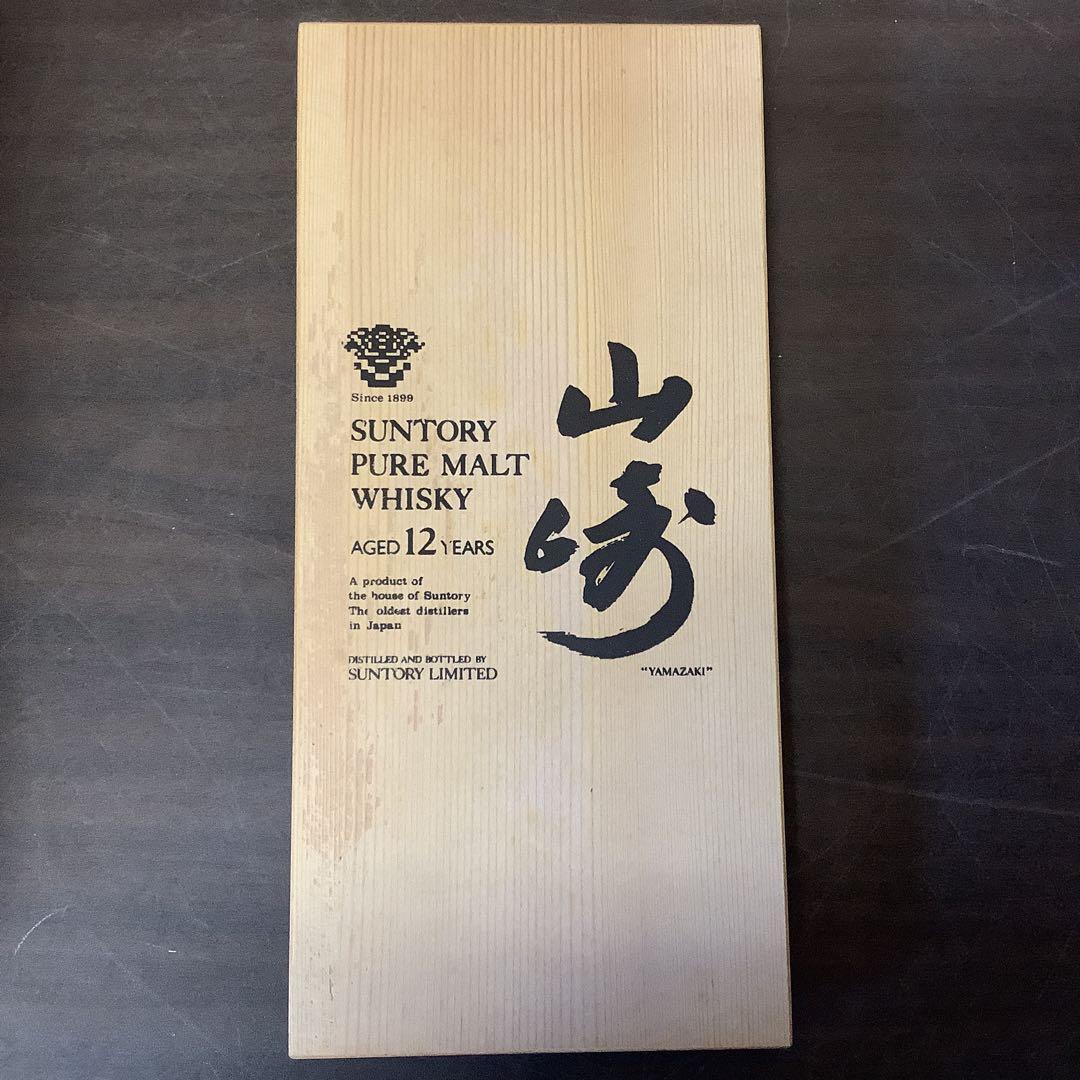 Since 1899
SUNTORY
PURE MALT
WHISKY
AGED 12 YEARS
A product of
the house of Suntory
The oldest distillers
in Japan
DISTILLED AND BOTTLED BY
SUNTORY LIMITED
山崎
“YAMAZAKI”